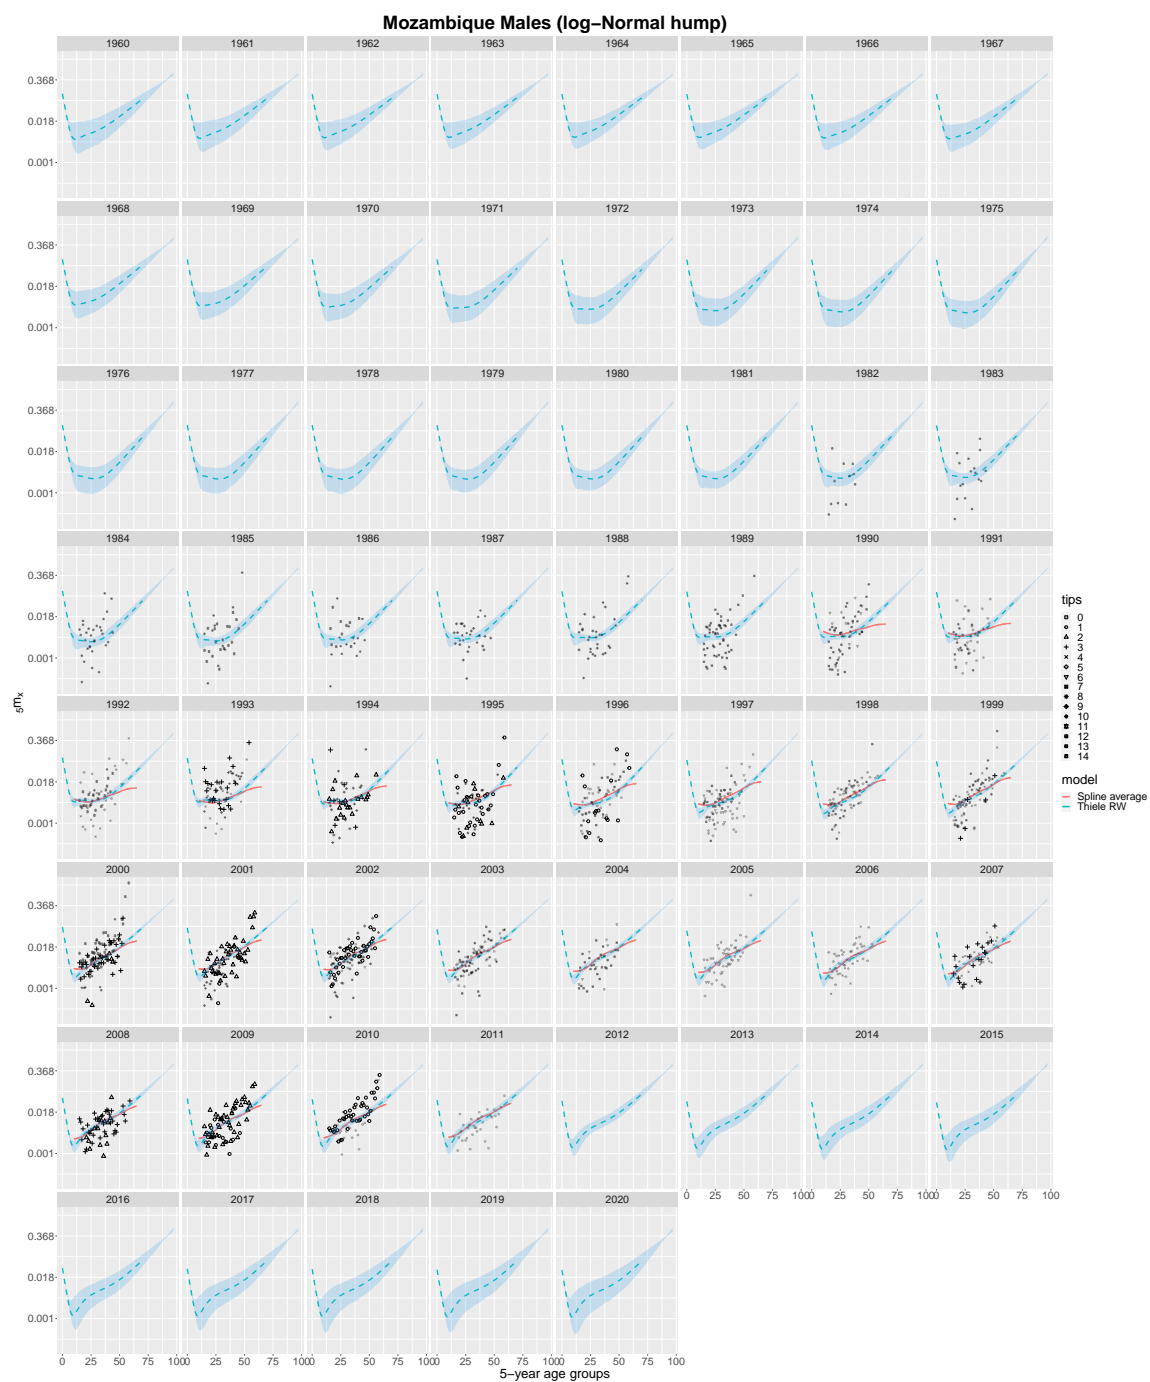 Mozambique Males (log−Normal hump)
1960 1961 1962 1963 1964 1965 1966 1967
0.368
0.018
0.001
1968 1969 1970 1971 1972 1973 1974 1975
0.368
0.018
0.001
1976 1977 1978 1979 1980 1981 1982 1983
0.368
0.018
0.001
1984 1985 1986 1987 1988 1989 1990 1991
0.368
0.018
0.001
1992 1993 1994 1995 1996 1997 1998 1999
0.368
0.018
0.001
2000 2001 2002 2003 2004 2005 2006 2007
0.368
0.018
0.001
2008 2009 2010 2011 2012 2013 2014 2015
0.368
0.018
0.001
0 25 50 75 100 0 25 50 75 100 0 25 50 75 100
2016 2017 2018 2019 2020
0.368
0.018
0.001
0 25 50 75 100 0 25 50 75 100 0 25 50 75 100 0 25 50 75 100 0 25 50 75 100
5−year age groups
5mx
tips
0
1
2
3
4
5
6
7
8
9
10
11
12
13
14
model
Spline average
Thiele RW